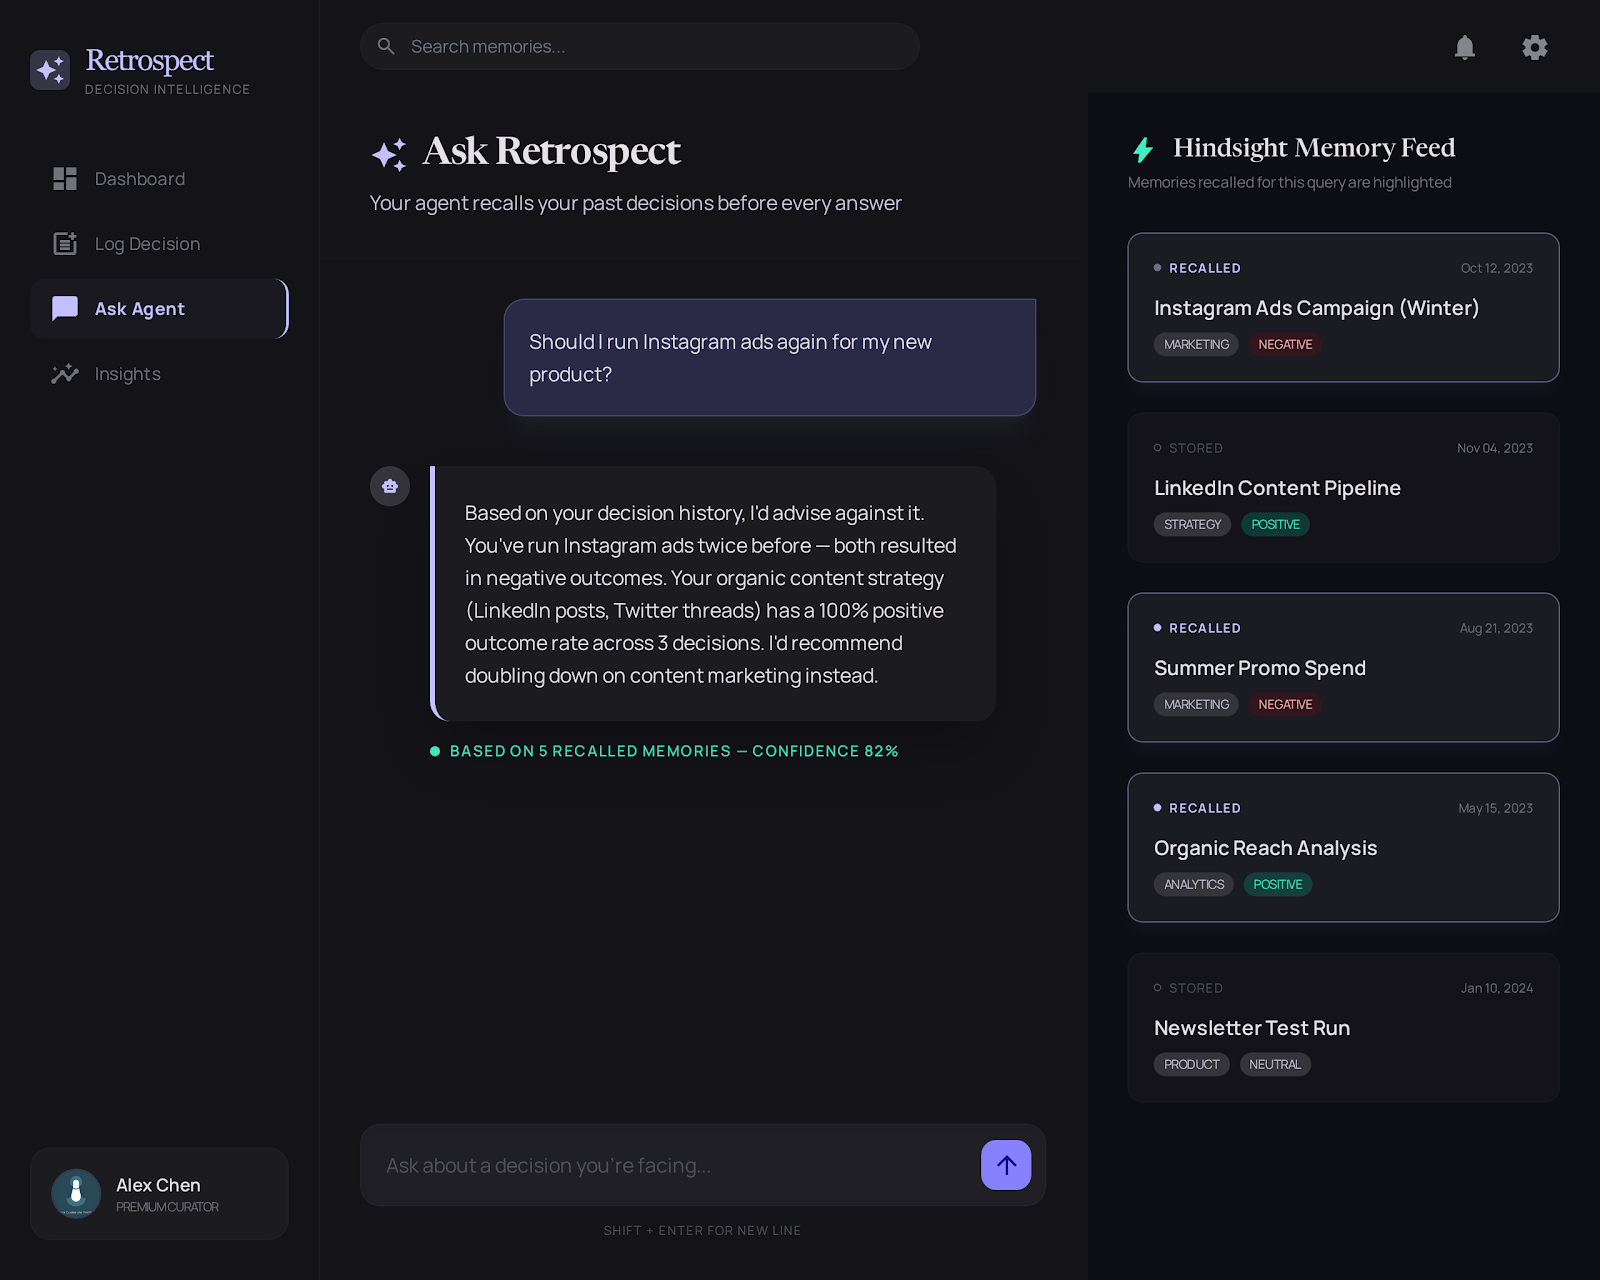 Retrospect
DECISION INTELLIGENCE
Dashboard
Log Decision
Ask Agent
Insights
Alex Chen
PREMIUM CURATOR
Search memories...
Ask Retrospect
Your agent recalls your past decisions before every answer
Should I run Instagram ads again for my new
product?
Based on your decision history, I'd advise against it.
You've run Instagram ads twice before — both resulted
in negative outcomes. Your organic content strategy
(LinkedIn posts, Twitter threads) has a 100% positive
outcome rate across 3 decisions. I'd recommend
doubling down on content marketing instead.
BASED ON 5 RECALLED MEMORIES — CONFIDENCE 82%
Ask about a decision you're facing...
SHIFT + ENTER FOR NEW LINE
Hindsight Memory Feed
Memories recalled for this query are highlighted
RECALLED Oct 12, 2023
Instagram Ads Campaign (Winter)
MARKETING NEGATIVE
STORED Nov 04, 2023
LinkedIn Content Pipeline
STRATEGY POSITIVE
RECALLED Aug 21, 2023
Summer Promo Spend
MARKETING NEGATIVE
RECALLED May 15, 2023
Organic Reach Analysis
ANALYTICS POSITIVE
STORED Jan 10, 2024
Newsletter Test Run
PRODUCT NEUTRAL